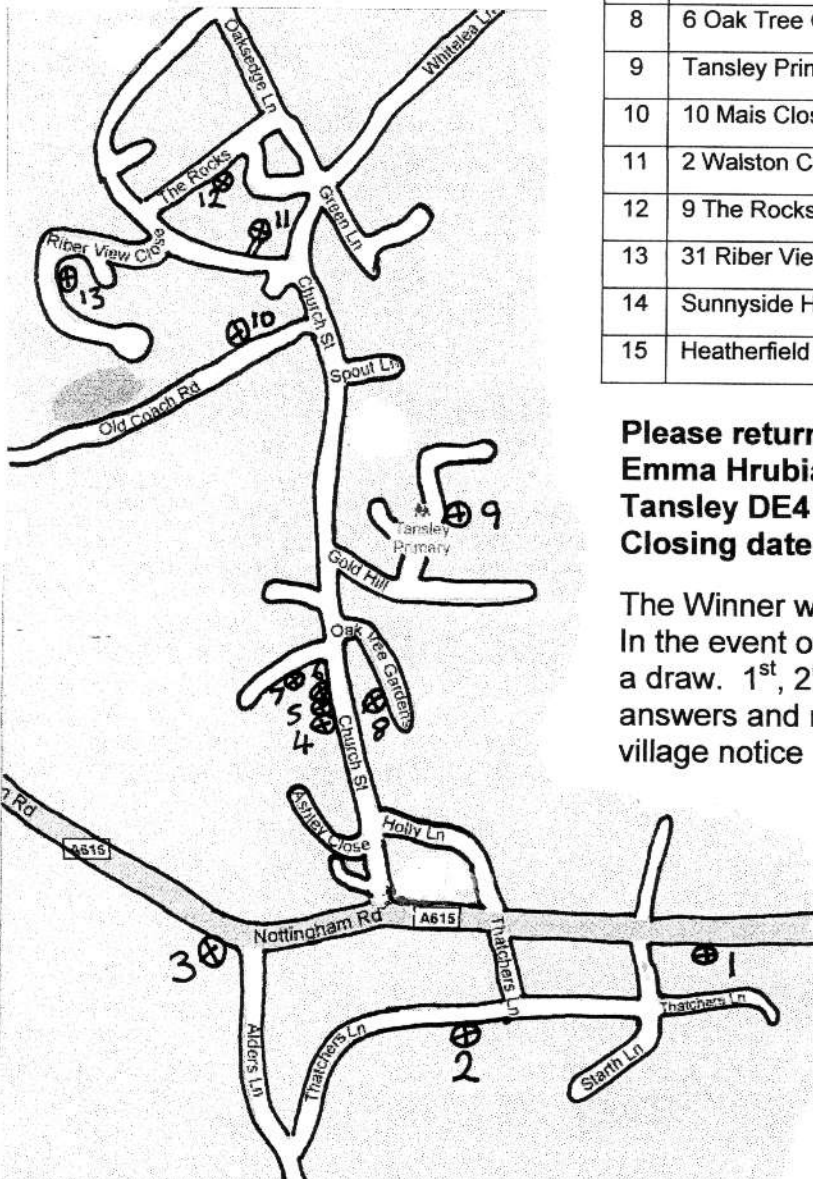 Oaksedge Ln
Whitelea Ln
The Rocks
12
11
Green Ln
Riber View Close
13
10
Church St
Spout Ln
Old Coach Rd
9
Tansley
Primary
Gold Hill
Oak Tree Gardens
7
6
5
4
8
Church St
Ashley Close
Holly Ln
Rd
A615
Nottingham Rd
A615
3
Thatchers Ln
1
Thatchers Ln
Alders Ln
Thatchers Ln
2
Starth Ln
8 6 Oak Tree
9 Tansley Prim
10 10 Mais Clos
11 2 Walston C
12 9 The Rocks
13 31 Riber Vie
14 Sunnyside H
15 Heatherfield
Please return
Emma Hrubia
Tansley DE4
Closing date
The Winner w
In the event o
a draw. 1st, 2
answers and
village notice